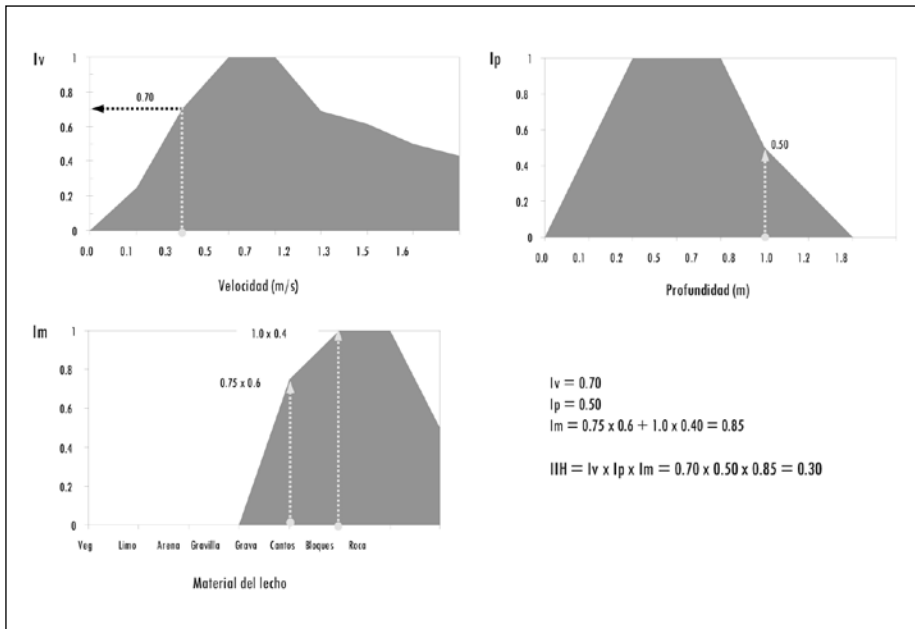 Iv
1
0.8
0.6
0.4
0.2
0
0.70
0.0 0.1 0.3 0.5 0.7 1.2 1.3 1.5 1.6
Velocidad (m/s)
Ip
1
0.8
0.6
0.4
0.2
0
0.50
0.0 0.1 0.2 0.5 0.7 1.0 1.2 1.8
Profundidad (m)
Im
1
0.8
0.6
0.4
0.2
0
1.0 x 0.4
0.75 x 0.6
Veg Limo Arena Gravilla Grava Cantos Bloques Roca
Material del lecho
Iv = 0.70
Ip = 0.50
Im = 0.75 x 0.6 + 1.0 x 0.40 = 0.85
IIH = Iv x Ip x Im = 0.70 x 0.50 x 0.85 = 0.30